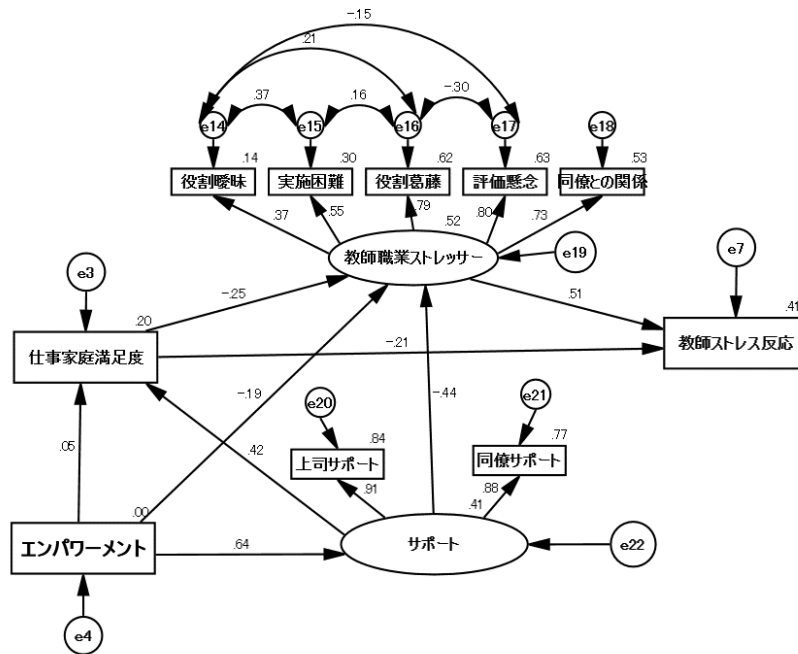 -.15
.21
.37
.16
-.30
e14
e15
e16
e17
e18
.14
.30
.62
.63
.53
役割曖昧
実施困難
役割葛藤
評価懸念
同僚との関係
.37
.55
.79
.80
.73
.52
教師職業ストレッサー
e19
e3
e7
.20
-.25
.51
.41
仕事家庭満足度
教師ストレス反応
-.21
-.19
-.44
e20
e21
.84
.77
上司サポート
同僚サポート
.05
.42
.91
.88
.41
.00
エンパワーメント
.64
サポート
e22
e4